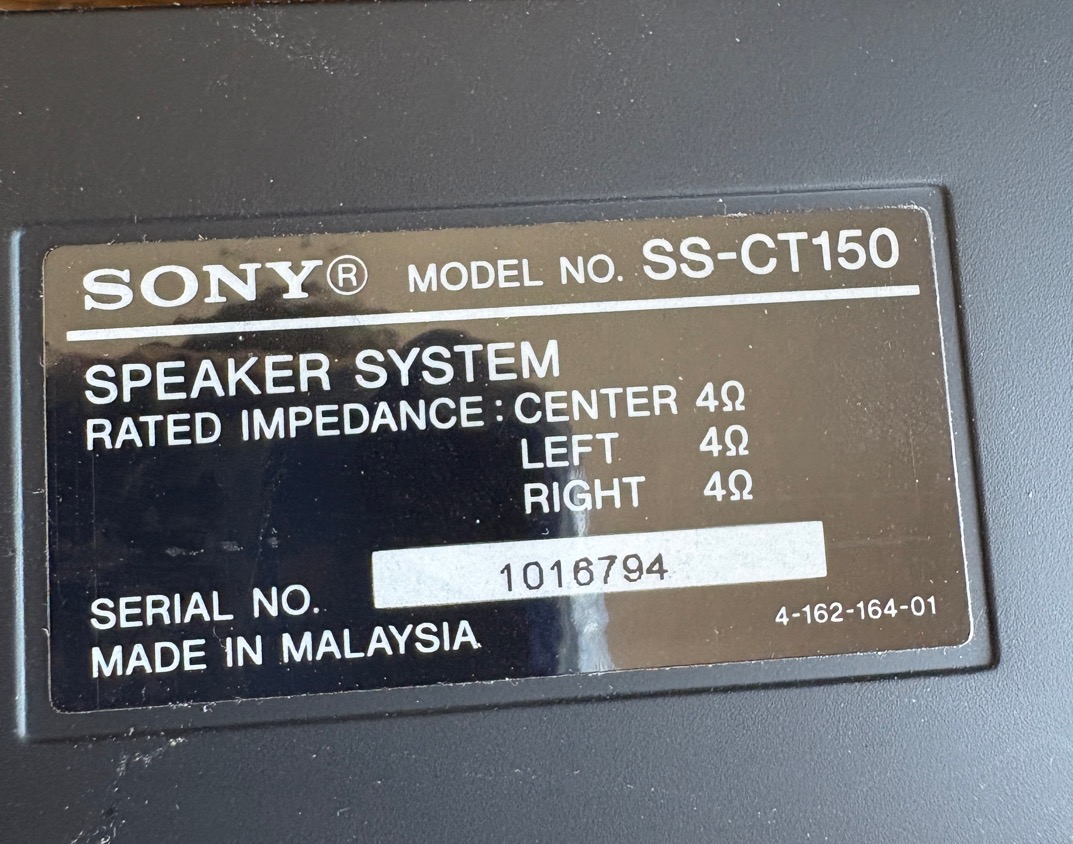 SONY® MODEL NO. SS-CT150
SPEAKER SYSTEM
RATED IMPEDANCE : CENTER 4Ω
LEFT 4Ω
RIGHT 4Ω
1016794
SERIAL NO.
4-162-164-01
MADE IN MALAYSIA